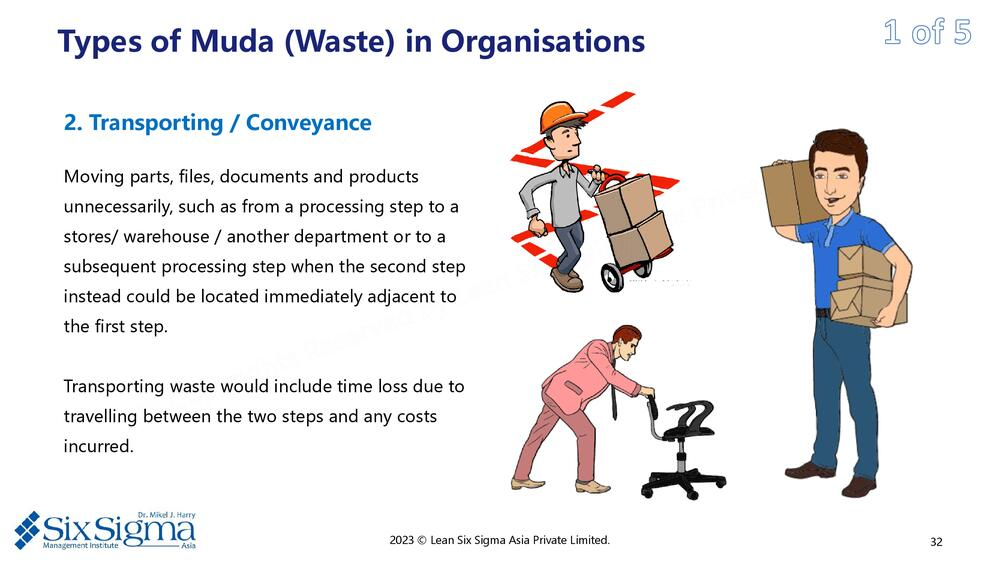 Types of Muda (Waste) in Organisations
1 of 5
2. Transporting / Conveyance
Moving parts, files, documents and products
unnecessarily, such as from a processing step to a
stores/ warehouse / another department or to a
subsequent processing step when the second step
instead could be located immediately adjacent to
the first step.
Transporting waste would include time loss due to
travelling between the two steps and any costs
incurred.
Dr. Mikel J. Harry
SixSigma
Management Institute Asia
2023 © Lean Six Sigma Asia Private Limited.
32